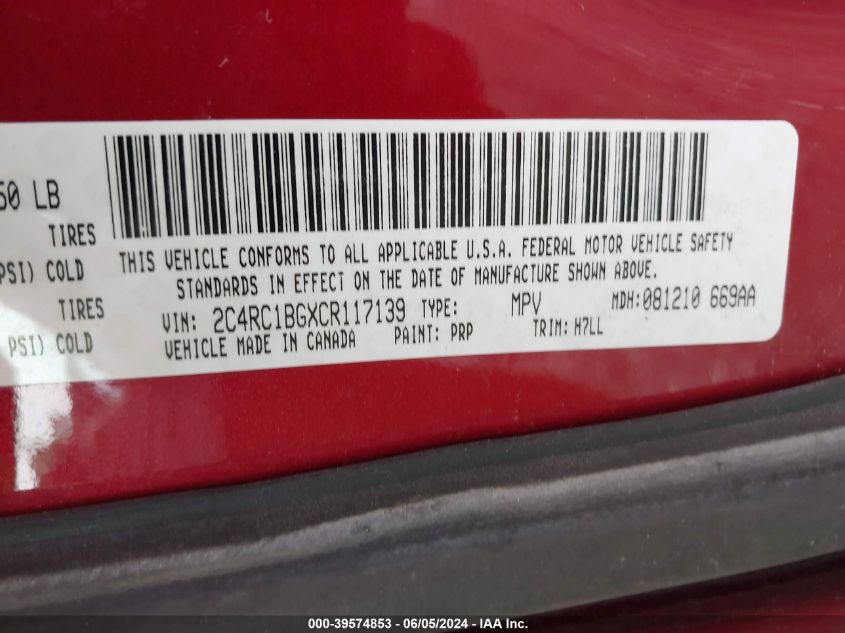 50 LB
TIRES
PSI) COLD
TIRES
PSI) COLD
THIS VEHICLE CONFORMS TO ALL APPLICABLE U.S.A. FEDERAL MOTOR VEHICLE SAFETY
STANDARDS IN EFFECT ON THE DATE OF MANUFACTURE SHOWN ABOVE.
VIN: 2C4RC1BGXCR117139 TYPE: MPV MDH:081210 669AA
VEHICLE MADE IN CANADA PAINT: PRP TRIM: H7LL
000-39574853 - 06/05/2024 - IAA, Inc.